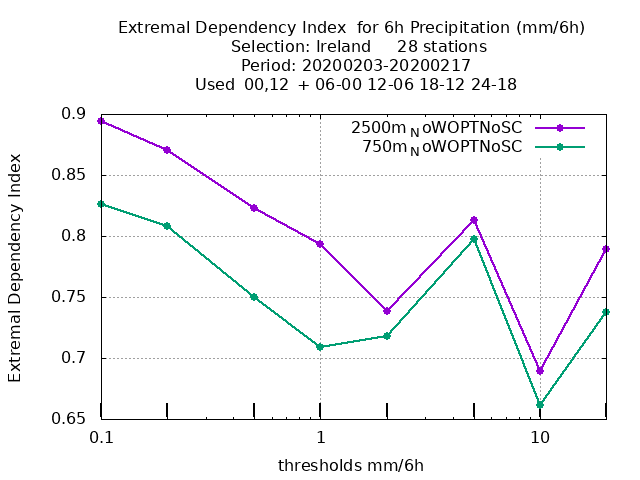 Extremal Dependency Index  for 6h Precipitation (mm/6h)
Selection: Ireland     28 stations
Period: 20200203-20200217
Used  00,12  + 06-00 12-06 18-12 24-18
2500m_NoWOPTNoSC
750m_NoWOPTNoSC
Extremal Dependency Index
0.9
0.85
0.8
0.75
0.7
0.65
0.1 1 10
thresholds mm/6h